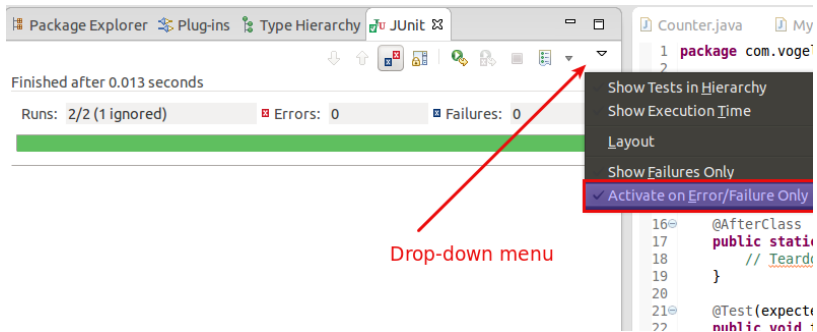 Package Explorer Plug-ins Type Hierarchy JUnit
Finished after 0.013 seconds
Runs: 2/2 (1 ignored) Errors: 0 Failures: 0
Drop-down menu
Counter.java My
1 package com.vogel
2
Show Tests in Hierarchy
Show Execution Time
Layout
Show Failures Only
Activate on Error/Failure Only
16 @AfterClass
17 public static
18 // Teardo
19 }
20
21 @Test(expecte
22 public void